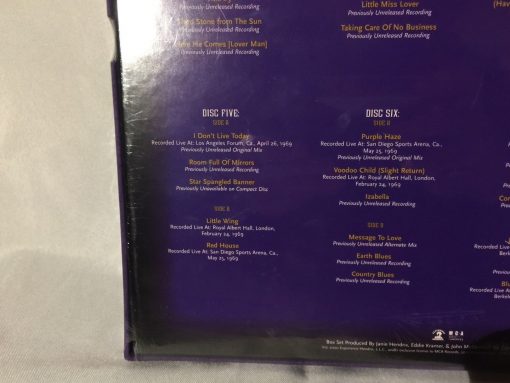 Previously Unreleased Recording
Stone from The Sun
Previously Unreleased Recording
Here He Comes [Lover Man]
Previously Unreleased Recording
Little Miss Lover
Previously Unreleased Recording
Taking Care Of No Business
Previously Unreleased Recording
[Hav
DISC FIVE:
SIDE A
I Don't Live Today
Recorded Live At: Los Angeles Forum, Ca., April 26, 1969
Previously Unreleased Original Mix
Room Full Of Mirrors
Previously Unreleased Recording
Star Spangled Banner
Previously Unavailable on Compact Disc
SIDE B
Little Wing
Recorded Live At: Royal Albert Hall, London,
February 24, 1969
Red House
Recorded Live At: San Diego Sports Arena, Ca.,
May 25, 1969
DISC SIX:
Purple Haze
Recorded Live At: San Diego Sports Arena, Ca.,
May 25, 1969
Previously Unreleased Original Mix
Voodoo Child (Slight Return)
Recorded Live At: Royal Albert Hall, London,
February 24, 1969
Izabella
Previously Unreleased Recording
Message To Love
Previously Unreleased Alternate Mix
Earth Blues
Previously Unreleased Recording
Country Blues
Previously Unreleased Recording
Recorded Live
MCA
Box Set Produced By: Janie Hendrix, Eddie Kramer, & John M